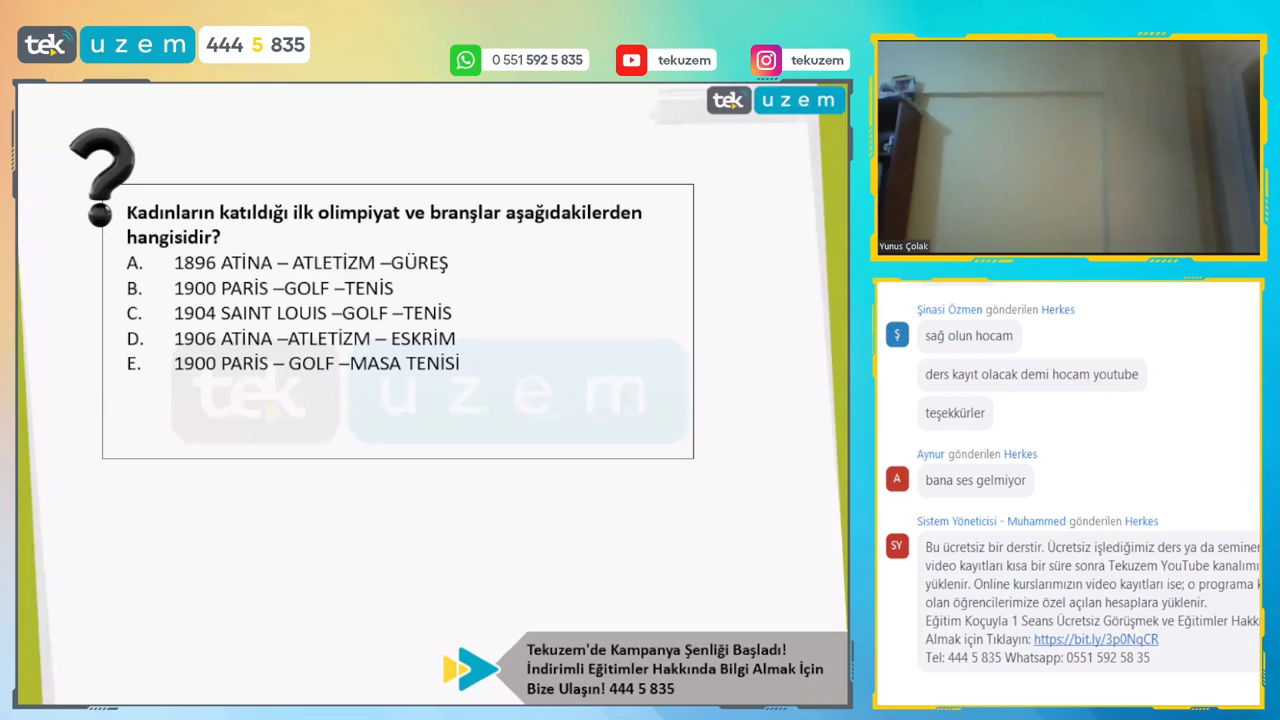 tek uzem 444 5 835
0 551 592 5 835
tekuzem
tekuzem
tek uzem
Kadınların katıldığı ilk olimpiyat ve branşlar aşağıdakilerden
hangisidir?
A. 1896 ATİNA – ATLETİZM –GÜREŞ
B. 1900 PARİS –GOLF –TENİS
C. 1904 SAINT LOUIS –GOLF –TENİS
D. 1906 ATİNA –ATLETİZM – ESKRİM
E. 1900 PARİS – GOLF –MASA TENİSİ
tek uzem
Tekuzem'de Kampanya Şenliği Başladı!
İndirimli Eğitimler Hakkında Bilgi Almak İçin
Bize Ulaşın! 444 5 835
Yunus Çolak
Şinasi Özmen gönderilen Herkes
Ş
sağ olun hocam
ders kayıt olacak demi hocam youtube
teşekkürler
Aynur gönderilen Herkes
A
bana ses gelmiyor
Sistem Yöneticisi - Muhammed gönderilen Herkes
SY
Bu ücretsiz bir derstir. Ücretsiz işlediğimiz ders ya da seminer
video kayıtları kısa bir süre sonra Tekuzem YouTube kanalımı
yüklenir. Online kurslarımızın video kayıtları ise; o programa k
olan öğrencilerimize özel açılan hesaplara yüklenir.
Eğitim Koçuyla 1 Seans Ücretsiz Görüşmek ve Eğitimler Hakk
Almak için Tıklayın: https://bit.ly/3p0NqCR
Tel: 444 5 835 Whatsapp: 0551 592 58 35